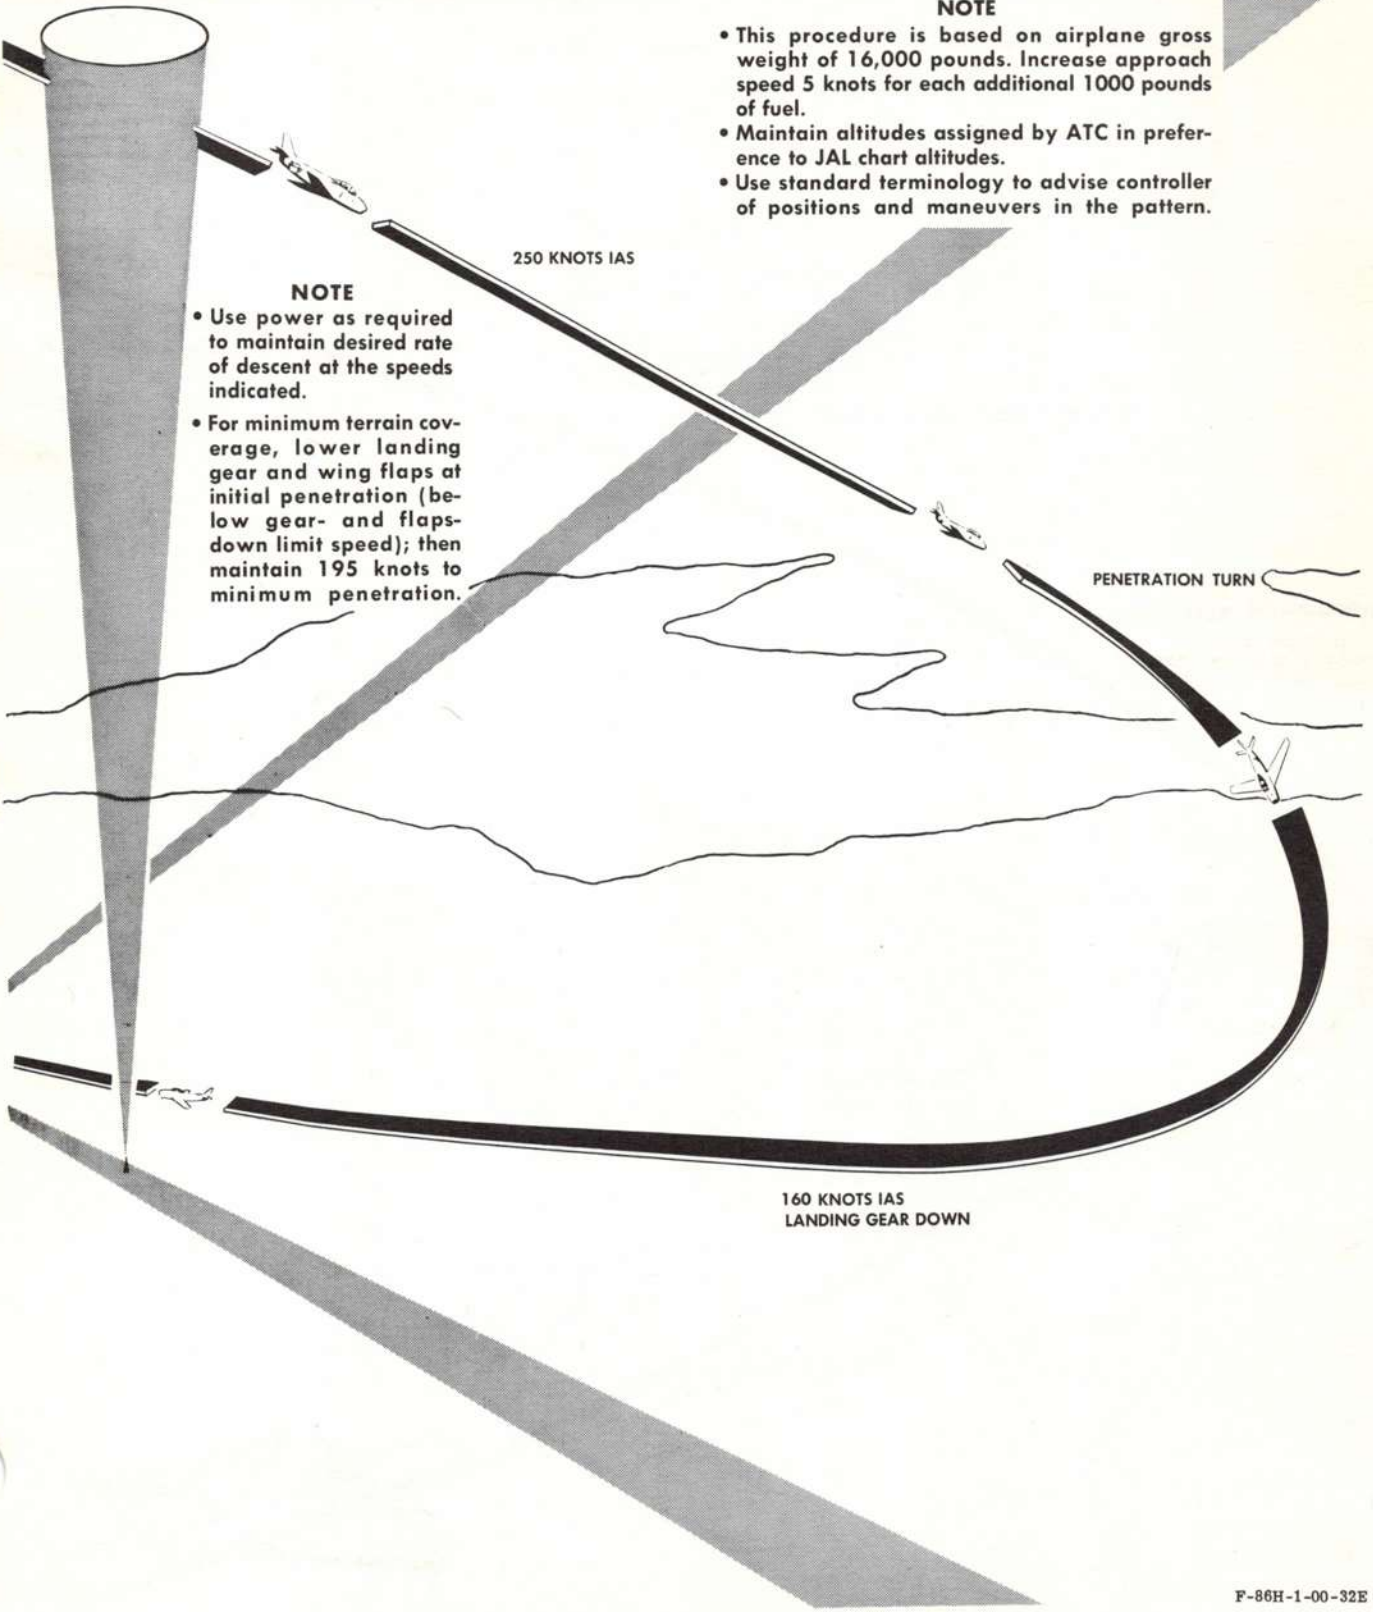 NOTE
• This procedure is based on airplane gross
weight of 16,000 pounds. Increase approach
speed 5 knots for each additional 1000 pounds
of fuel.
• Maintain altitudes assigned by ATC in prefer-
ence to JAL chart altitudes.
• Use standard terminology to advise controller
of positions and maneuvers in the pattern.
250 KNOTS IAS
NOTE
• Use power as required
to maintain desired rate
of descent at the speeds
indicated.
• For minimum terrain cov-
erage, lower landing
gear and wing flaps at
initial penetration (be-
low gear- and flaps-
down limit speed); then
maintain 195 knots to
minimum penetration.
PENETRATION TURN
160 KNOTS IAS
LANDING GEAR DOWN
F-86H-1-00-32E